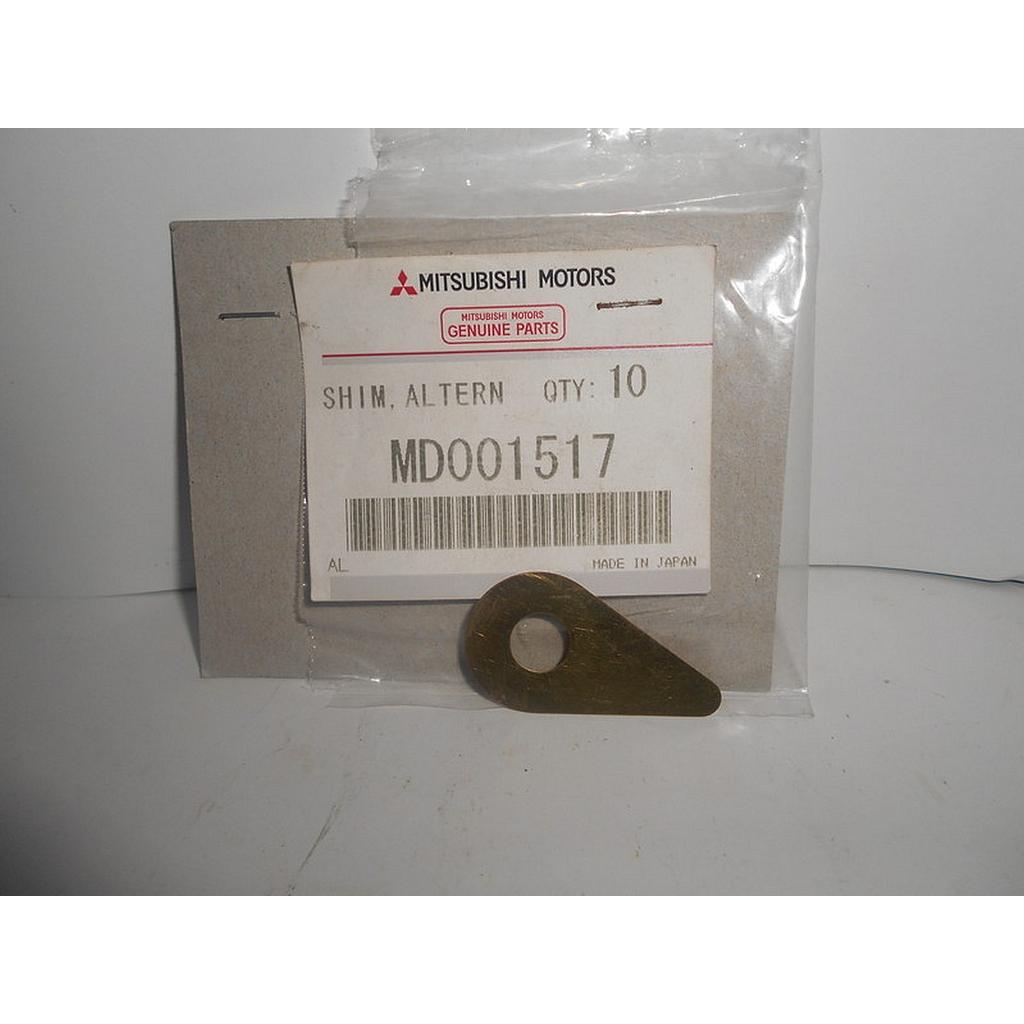 MITSUBISHI MOTORS
MITSUBISHI MOTORS
GENUINE PARTS
SHIM, ALTERN QTY: 10
MD001517
AL MADE IN JAPAN